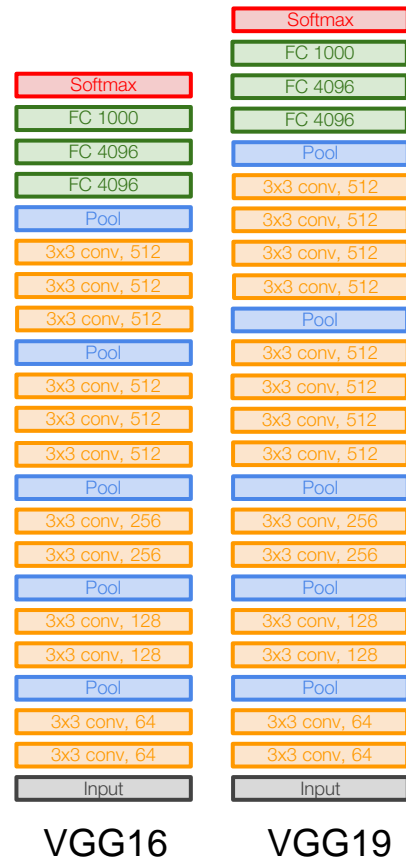 Softmax
FC 1000
FC 4096
FC 4096
Pool
3x3 conv, 512
3x3 conv, 512
3x3 conv, 512
Pool
3x3 conv, 512
3x3 conv, 512
3x3 conv, 512
Pool
3x3 conv, 256
3x3 conv, 256
Pool
3x3 conv, 128
3x3 conv, 128
Pool
3x3 conv, 64
3x3 conv, 64
Input
VGG16
Softmax
FC 1000
FC 4096
FC 4096
Pool
3x3 conv, 512
3x3 conv, 512
3x3 conv, 512
3x3 conv, 512
Pool
3x3 conv, 512
3x3 conv, 512
3x3 conv, 512
3x3 conv, 512
Pool
3x3 conv, 256
3x3 conv, 256
Pool
3x3 conv, 128
3x3 conv, 128
Pool
3x3 conv, 64
3x3 conv, 64
Input
VGG19